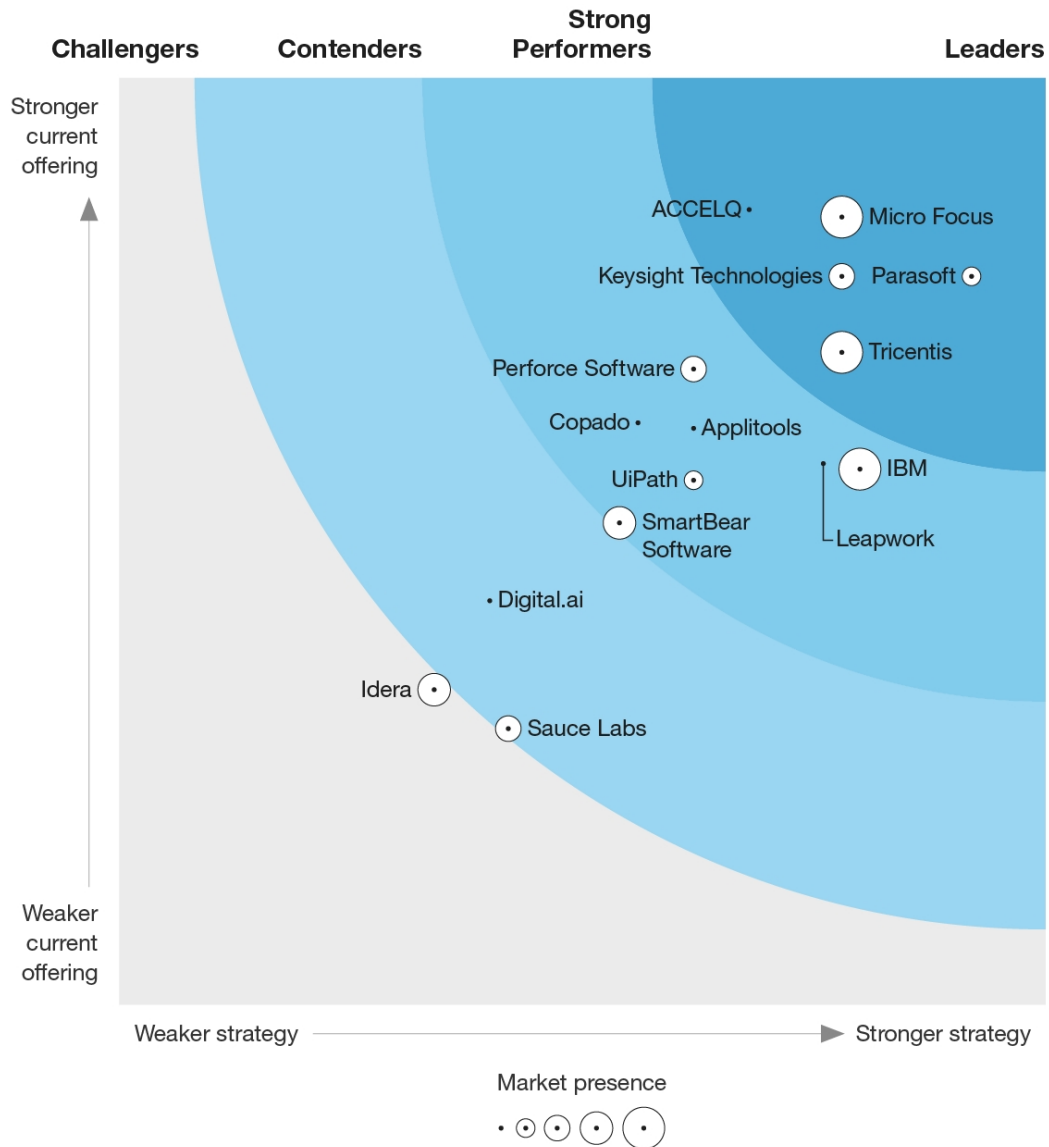 Challengers
Contenders
Strong
Performers
Leaders
Stronger
current
offering
ACCELQ
Micro Focus
Keysight Technologies
Parasoft
Tricentis
Perforce Software
Copado
Applitools
IBM
UiPath
SmartBear
Software
Leapwork
Digital.ai
Idera
Sauce Labs
Weaker
current
offering
Weaker strategy
Stronger strategy
Market presence